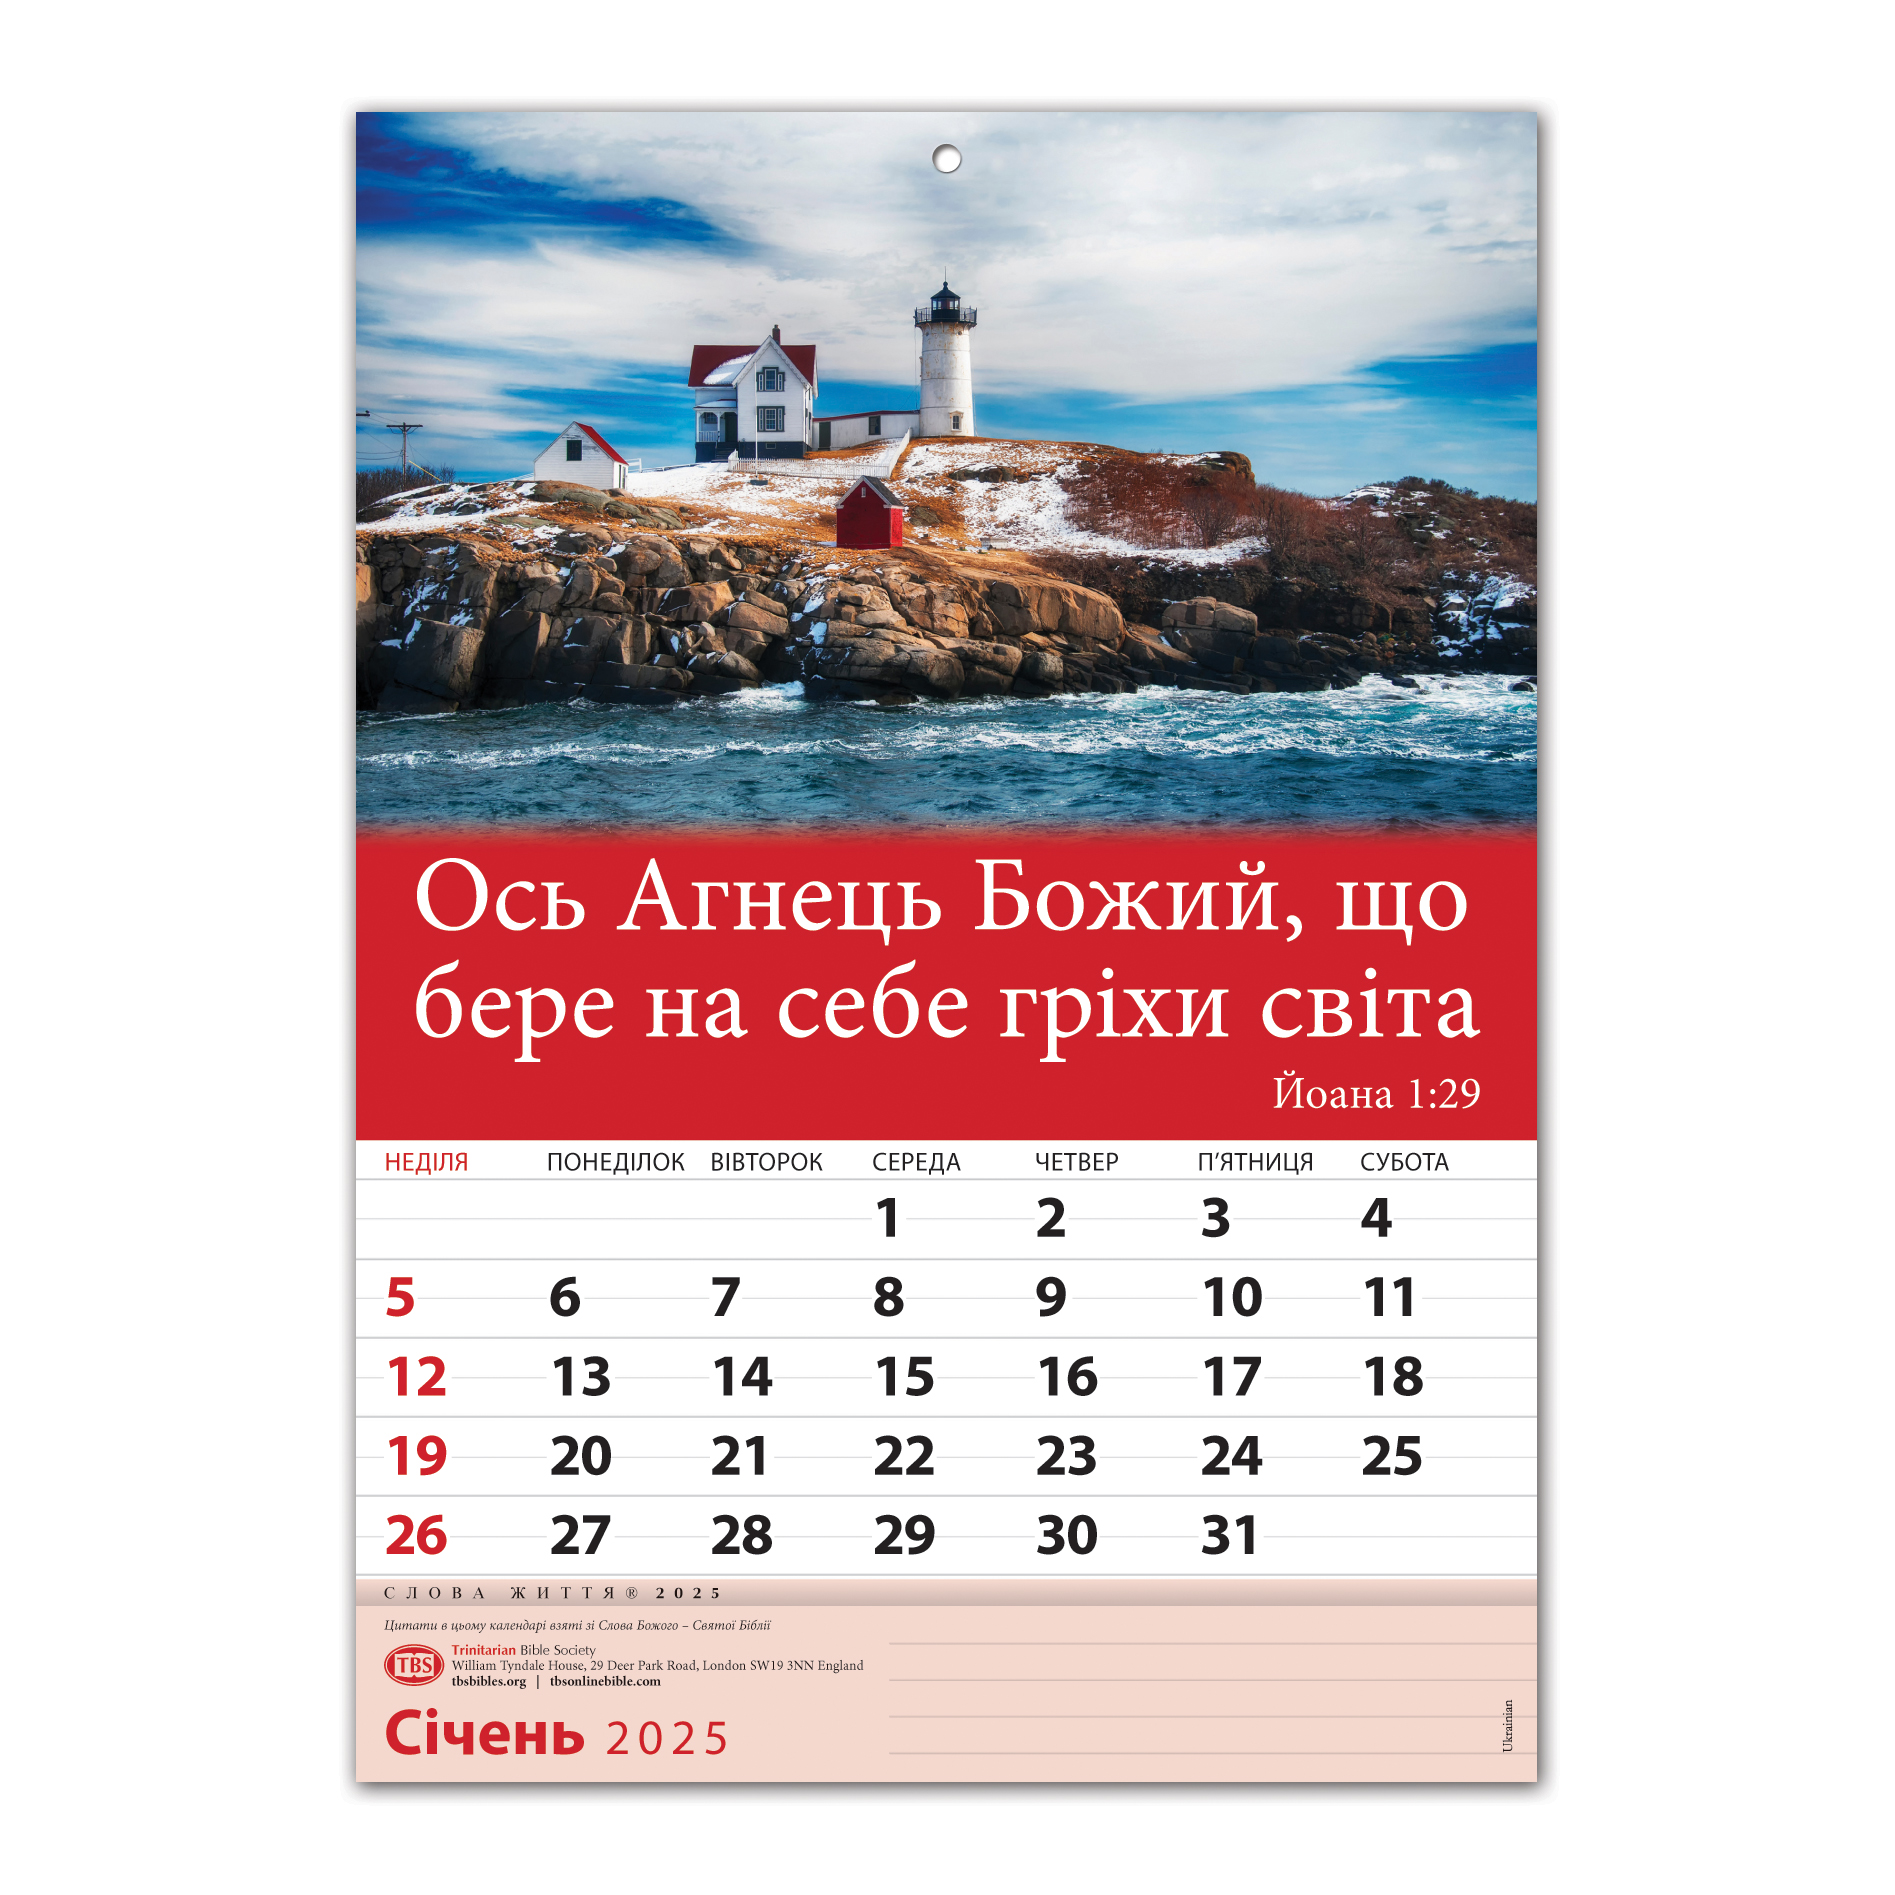 Ось Агнець Божий, що
бере на себе гріхи світа
Йоана 1:29
НЕДІЛЯ ПОНЕДІЛОК ВІВТОРОК СЕРЕДА ЧЕТВЕР П’ЯТНИЦЯ СУБОТА
1 2 3 4
5 6 7 8 9 10 11
12 13 14 15 16 17 18
19 20 21 22 23 24 25
26 27 28 29 30 31
СЛОВА ЖИТТЯ® 2025
Цитати в цьому календарі взяті зі Слова Божого – Святої Біблії
TBS
Trinitarian Bible Society
William Tyndale House, 29 Deer Park Road, London SW19 3NN England
tbsbibles.org | tbsonlinebible.com
Січень 2025
Ukrainian